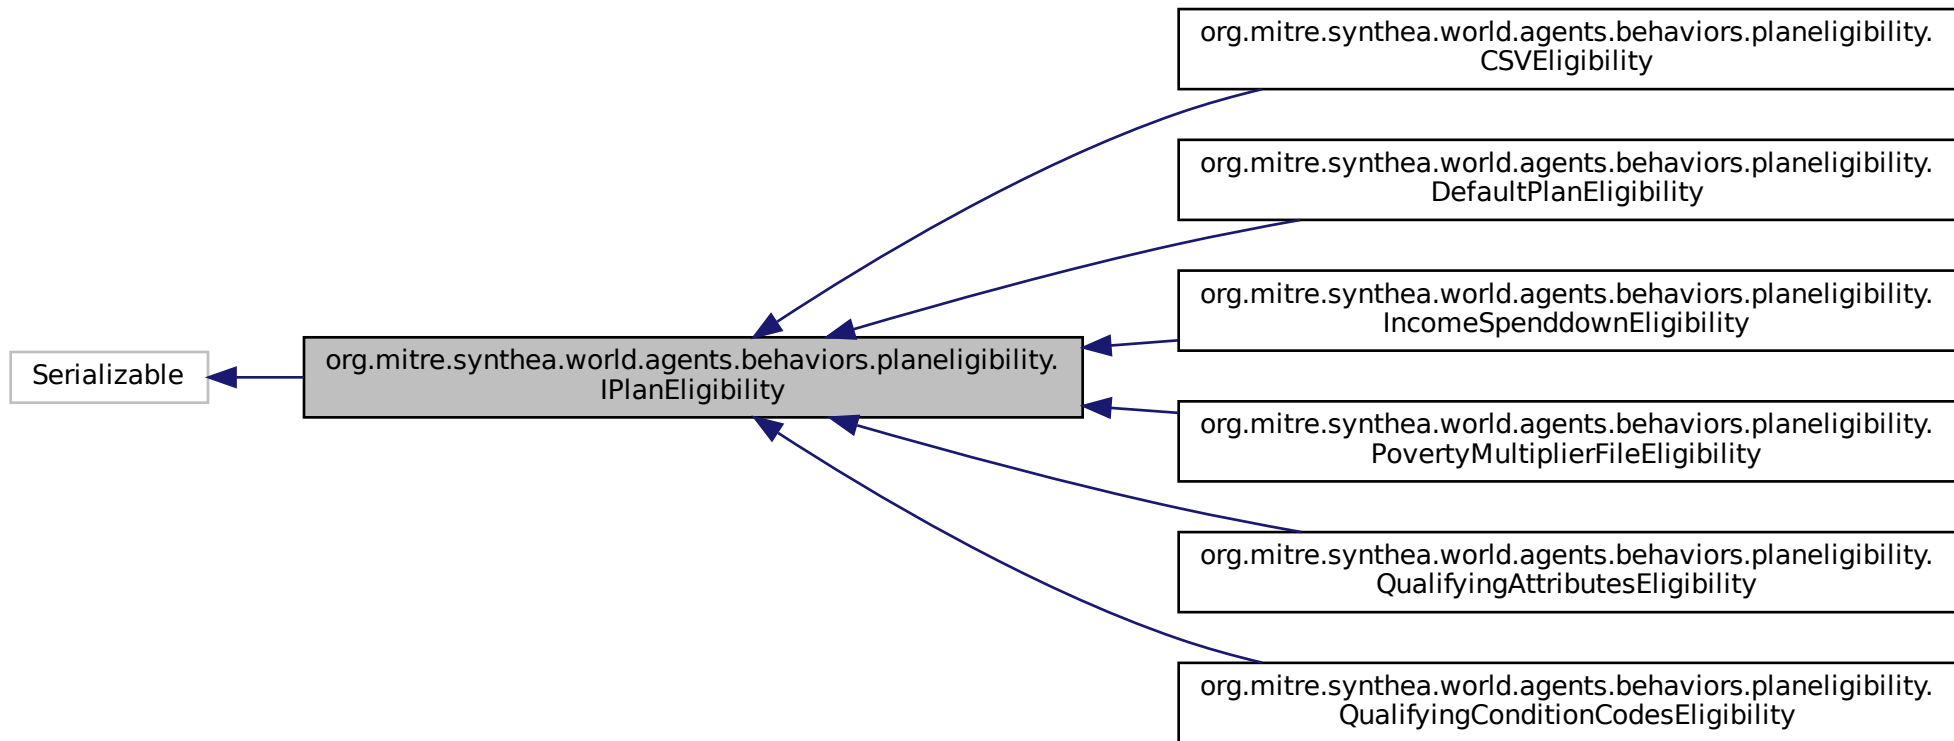 org.mitre.synthea.world.agents.behaviors.planeligibility.
CSVEligibility
org.mitre.synthea.world.agents.behaviors.planeligibility.
DefaultPlanEligibility
org.mitre.synthea.world.agents.behaviors.planeligibility.
IncomeSpenddownEligibility
Serializable
org.mitre.synthea.world.agents.behaviors.planeligibility.
IPlanEligibility
org.mitre.synthea.world.agents.behaviors.planeligibility.
PovertyMultiplierFileEligibility
org.mitre.synthea.world.agents.behaviors.planeligibility.
QualifyingAttributesEligibility
org.mitre.synthea.world.agents.behaviors.planeligibility.
QualifyingConditionCodesEligibility